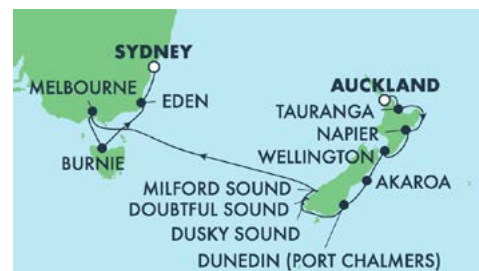 SYDNEY
MELBOURNE
EDEN
BURNIE
AUCKLAND
TAURANGA
NAPIER
WELLINGTON
AKAROA
MILFORD SOUND
DOUBTFUL SOUND
DUSKY SOUND
DUNEDIN (PORT CHALMERS)